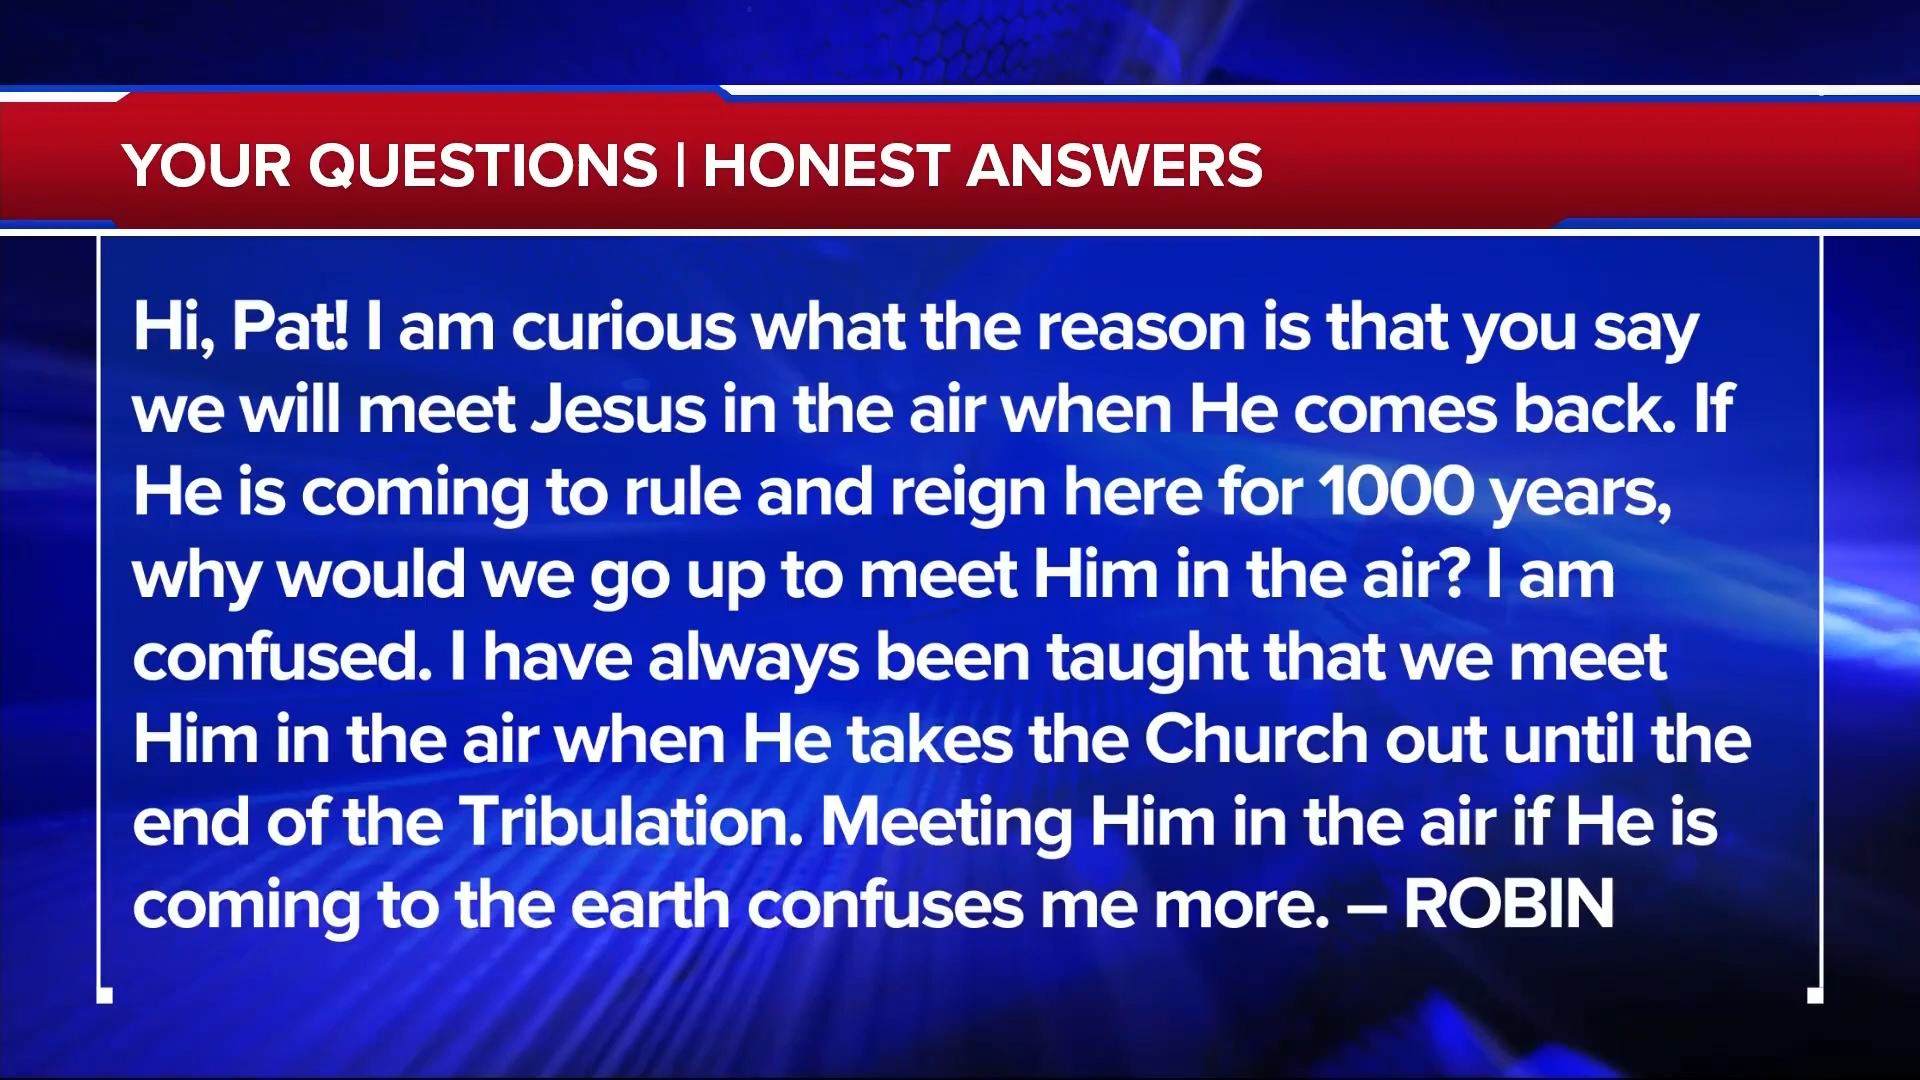 YOUR QUESTIONS | HONEST ANSWERS
Hi, Pat! I am curious what the reason is that you say
we will meet Jesus in the air when He comes back. If
He is coming to rule and reign here for 1000 years,
why would we go up to meet Him in the air? I am
confused. I have always been taught that we meet
Him in the air when He takes the Church out until the
end of the Tribulation. Meeting Him in the air if He is
coming to the earth confuses me more. – ROBIN